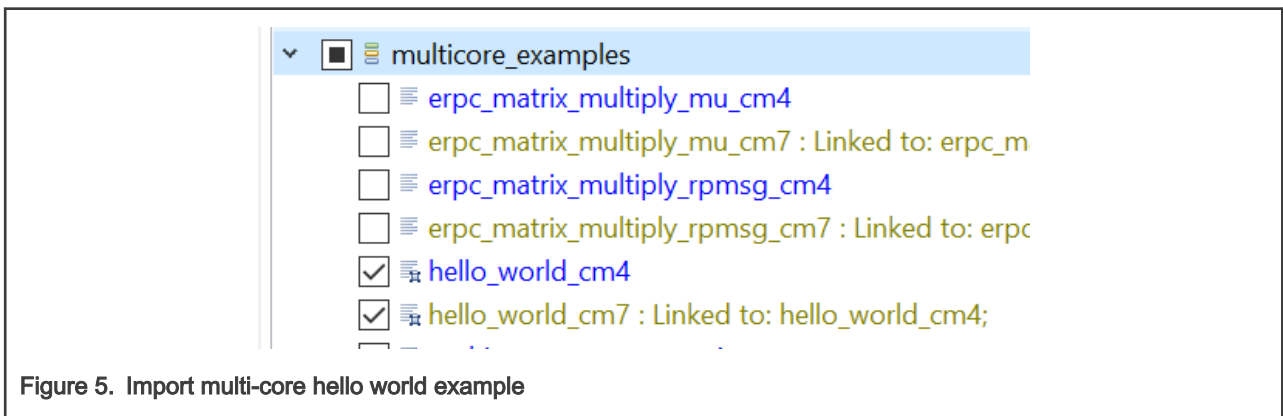 multicore_examples
erpc_matrix_multiply_mu_cm4
erpc_matrix_multiply_mu_cm7 : Linked to: erpc_m
erpc_matrix_multiply_rpmsg_cm4
erpc_matrix_multiply_rpmsg_cm7 : Linked to: erpc
hello_world_cm4
hello_world_cm7 : Linked to: hello_world_cm4;
Figure 5. Import multi-core hello world example